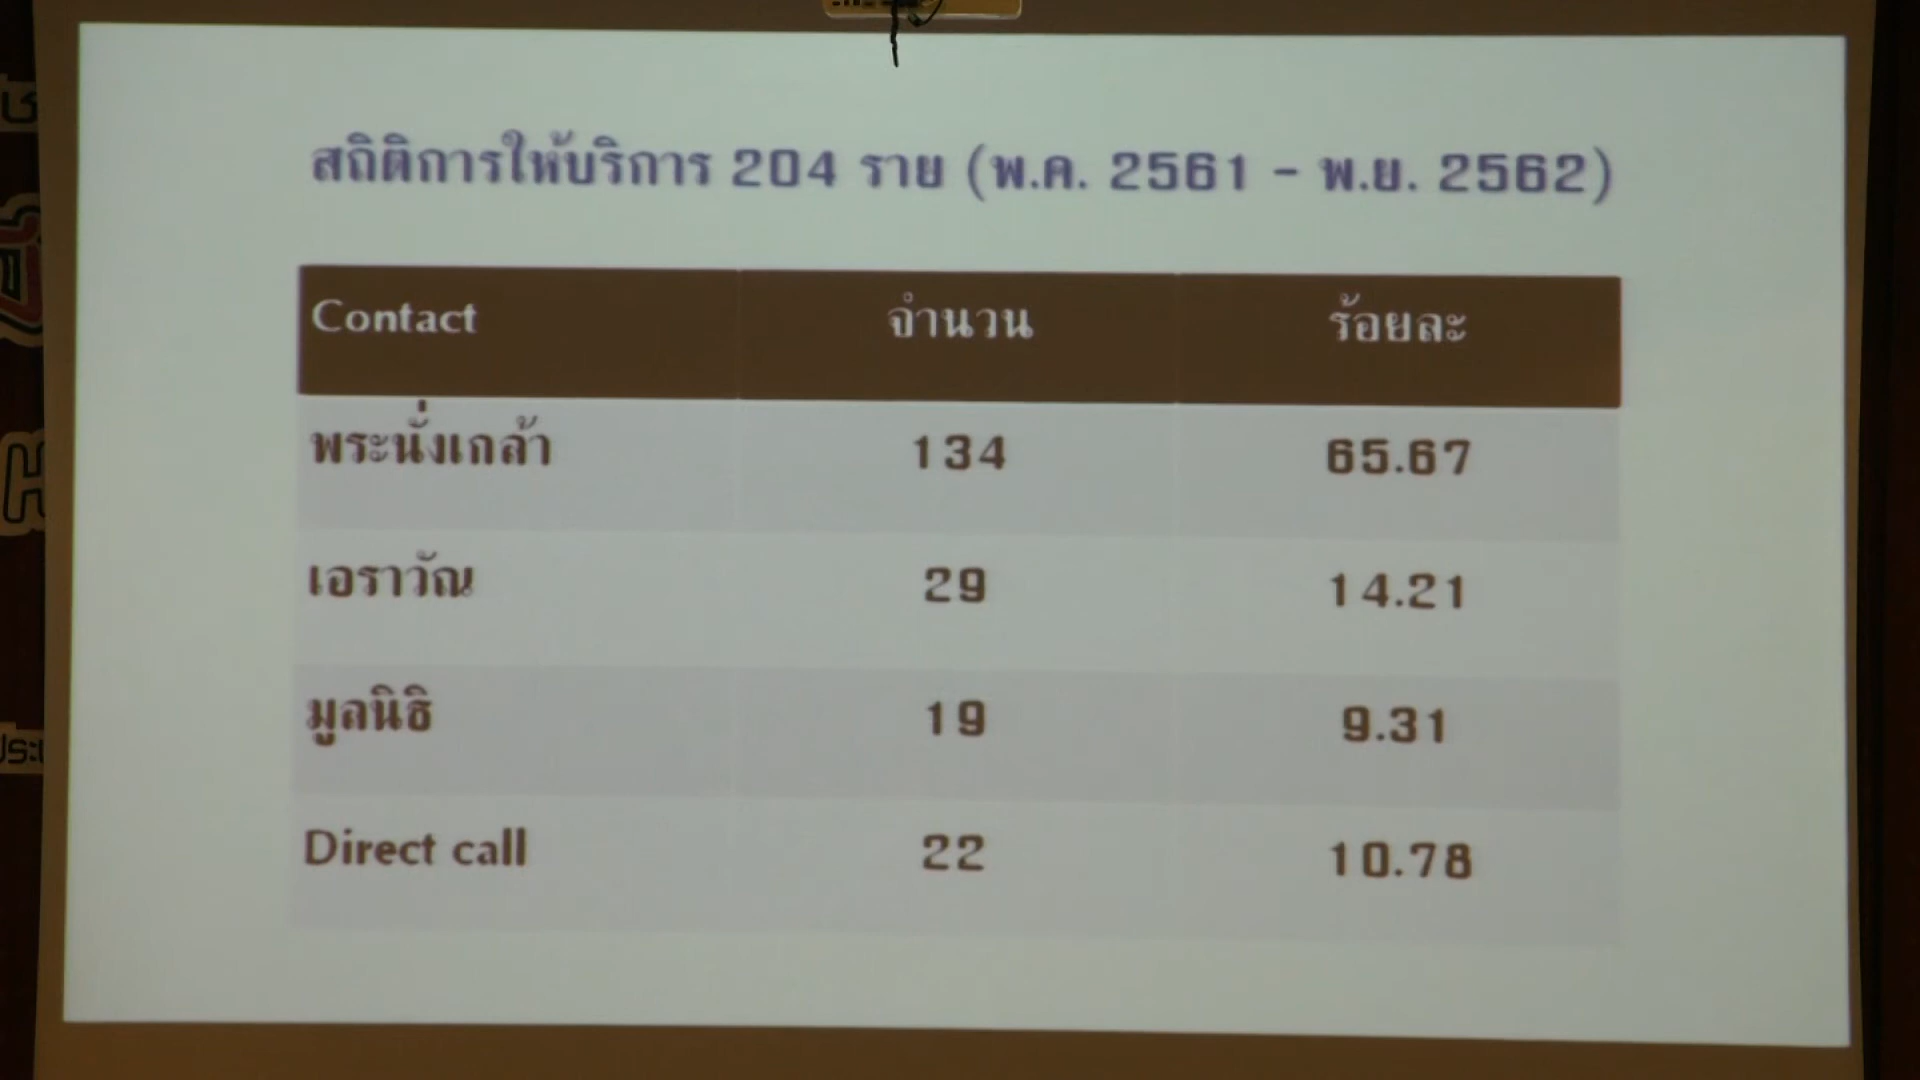 สถิติการให้บริการ 204 ราย (พ.ค. 2561 - พ.ย. 2562)
Contact จำนวน ร้อยละ
พระนั่งเกล้า 134 65.67
เอราวัณ 29 14.21
มูลนิธิ 19 9.31
Direct call 22 10.78